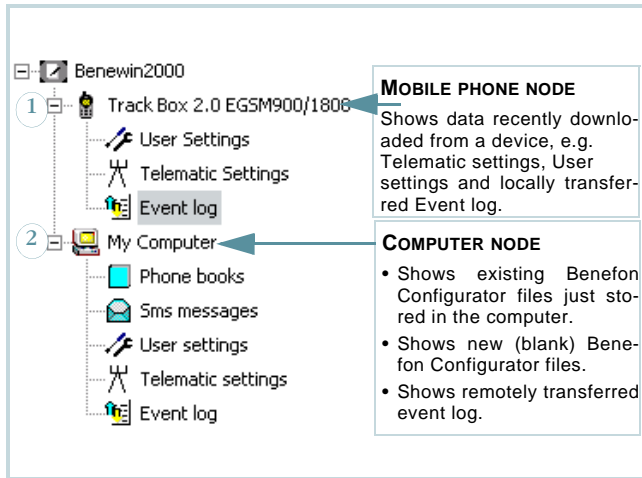 Benewin2000
1
Track Box 2.0 EGSM900/1808
User Settings
Telematic Settings
Event log
2
My Computer
Phone books
Sms messages
User settings
Telematic settings
Event log
MOBILE PHONE NODE
Shows data recently downlo-
aded from a device, e.g.
Telematic settings, User
settings and locally transfer-
red Event log.
COMPUTER NODE
• Shows existing Benefon
Configurator files just sto-
red in the computer.
• Shows new (blank) Bene-
fon Configurator files.
• Shows remotely transferred
event log.